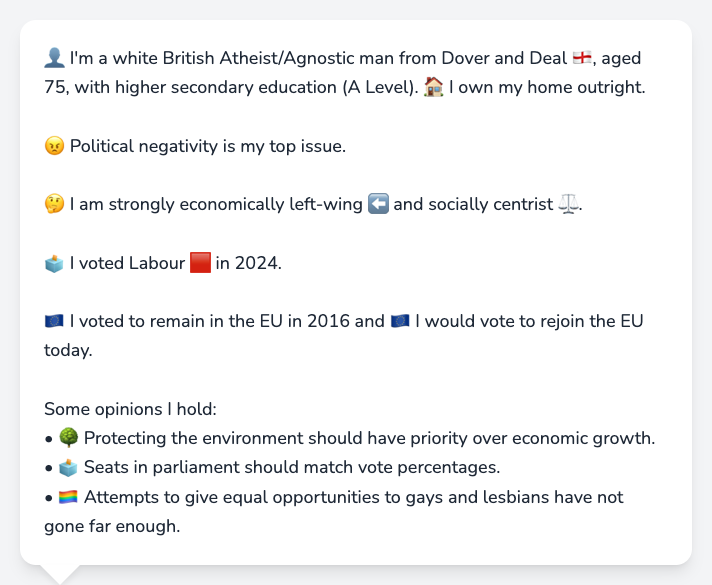 👤 I'm a white British Atheist/Agnostic man from Dover and Deal 🏴󠁧󠁢󠁥󠁮󠁧󠁿, aged
75, with higher secondary education (A Level). 🏠 I own my home outright.
😠 Political negativity is my top issue.
🤔 I am strongly economically left-wing ⬅️ and socially centrist ⚖️.
🗳️ I voted Labour 🟥 in 2024.
🇪🇺 I voted to remain in the EU in 2016 and 🇪🇺 I would vote to rejoin the EU
today.
Some opinions I hold:
• 🌳 Protecting the environment should have priority over economic growth.
• 🗳️ Seats in parliament should match vote percentages.
• 🏳️‍🌈 Attempts to give equal opportunities to gays and lesbians have not
gone far enough.